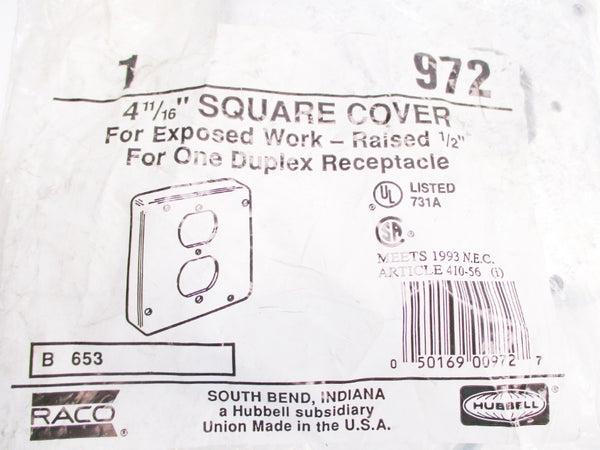 1 972
4 11/16" SQUARE COVER
For Exposed Work – Raised 1/2"
For One Duplex Receptacle
UL ® LISTED
731A
SA ®
MEETS 1993 N.E.C.
ARTICLE 410-56 (i)
B 653
0 50169 00972 7
RACO ®
SOUTH BEND, INDIANA
a Hubbell subsidiary
Union Made in the U.S.A.
HUBBELL ®